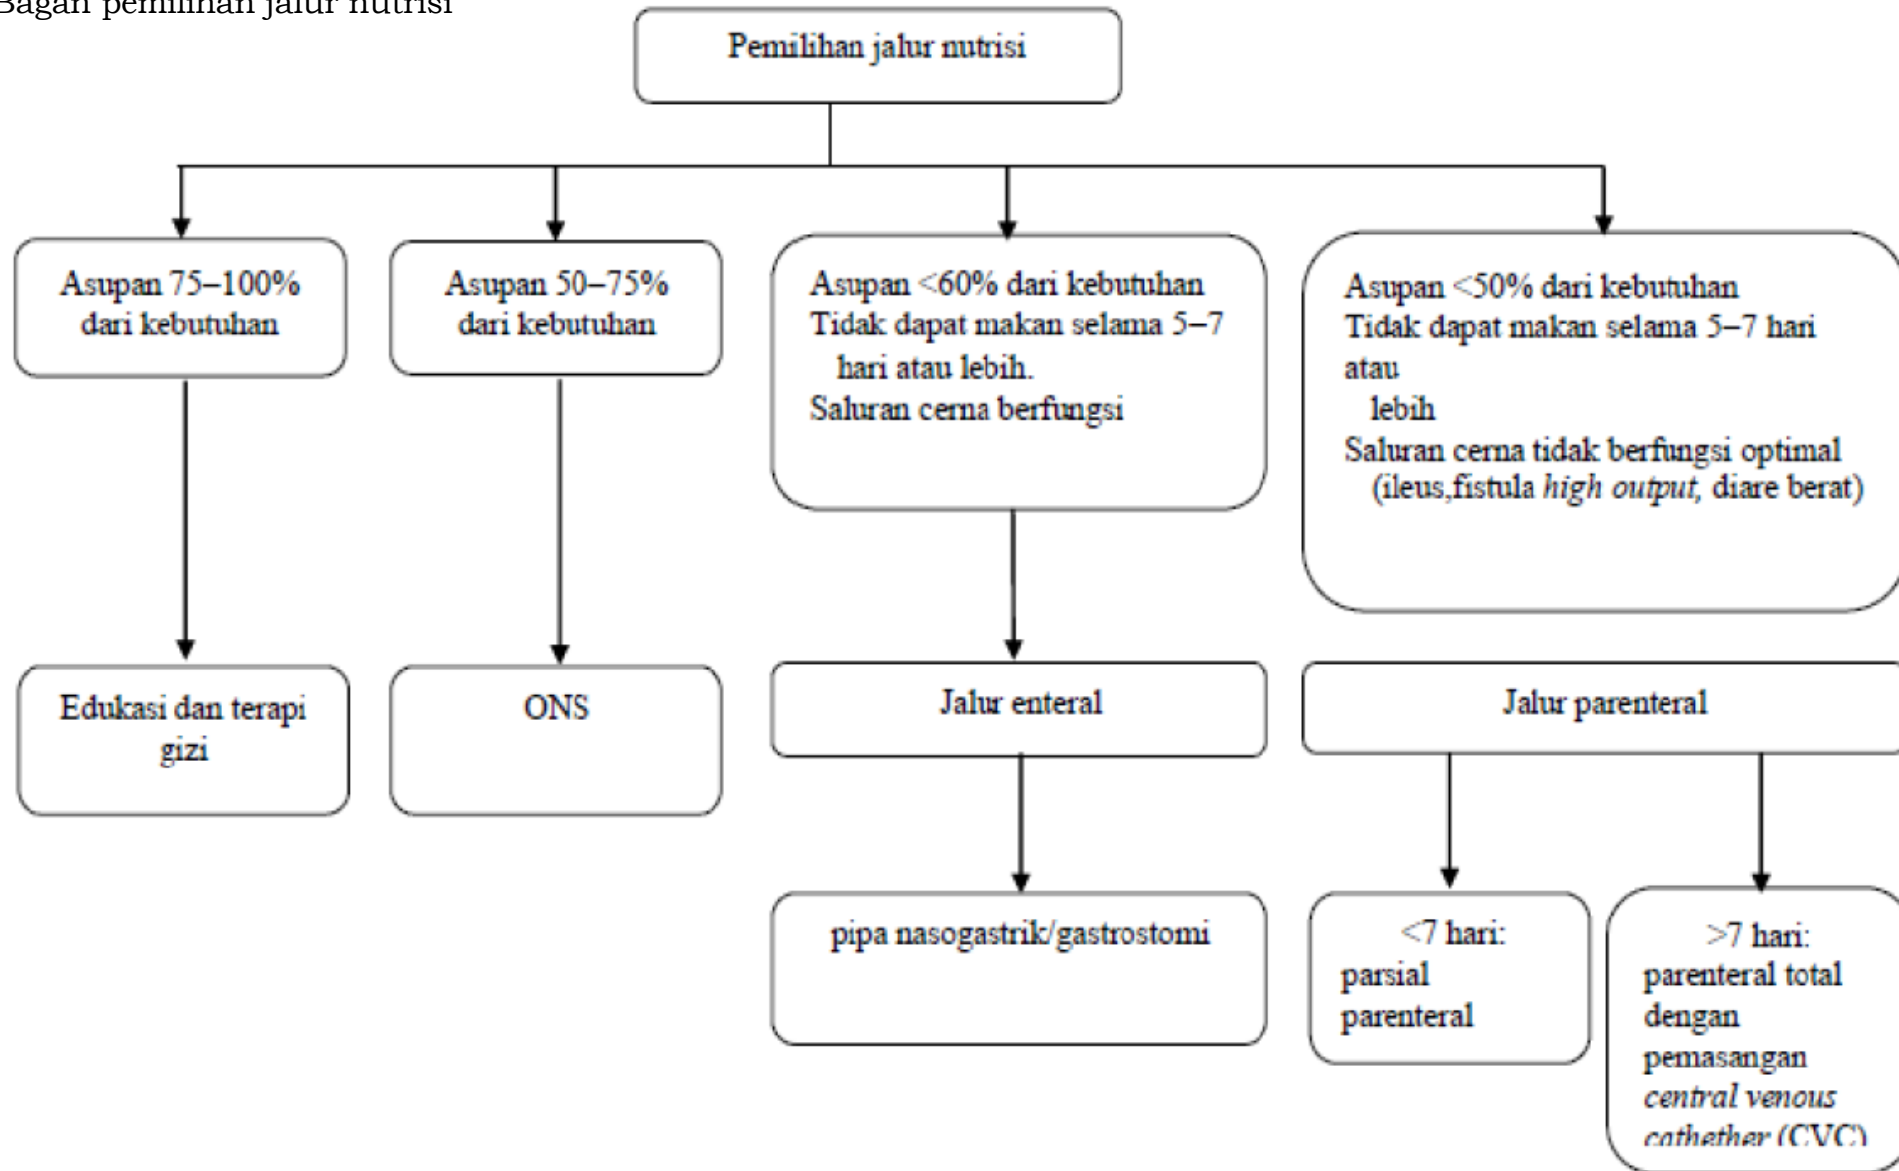 Bagan pemilihan jalur nutrisi
Pemilihan jalur nutrisi
Asupan 75–100%
dari kebutuhan
Asupan 50–75%
dari kebutuhan
Asupan <60% dari kebutuhan
Tidak dapat makan selama 5–7
hari atau lebih.
Saluran cerna berfungsi
Asupan <50% dari kebutuhan
Tidak dapat makan selama 5–7 hari
atau
lebih
Saluran cerna tidak berfungsi optimal
(ileus,fistula high output, diare berat)
Edukasi dan terapi
gizi
ONS
Jalur enteral
Jalur parenteral
pipa nasogastrik/gastrostomi
<7 hari:
parsial
parenteral
>7 hari:
parenteral total
dengan
pemasangan
central venous
cathether (CVC)